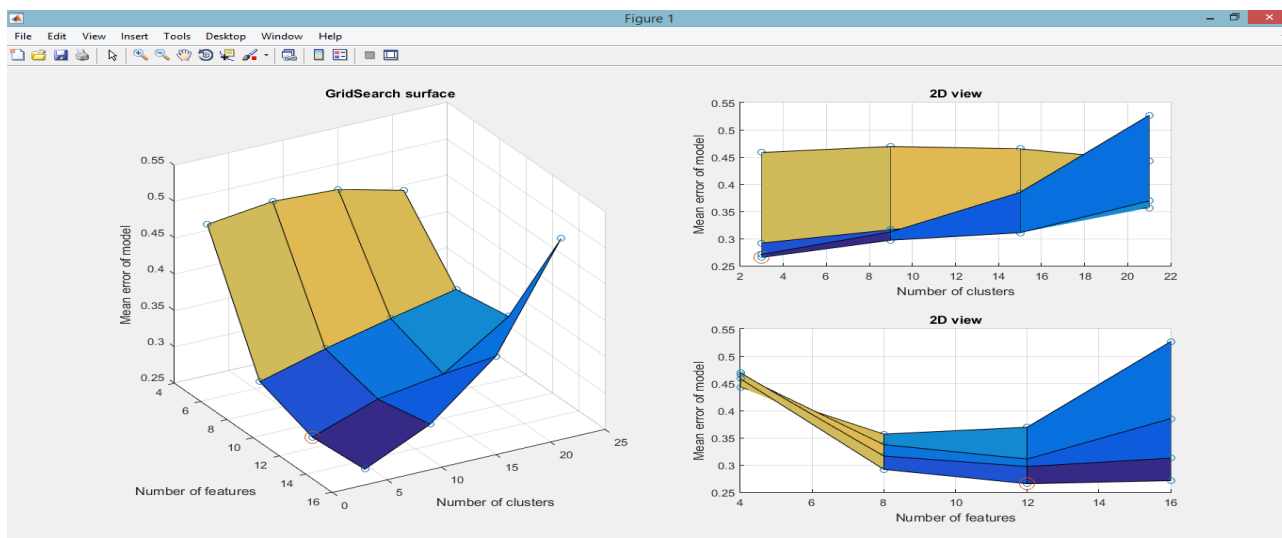 Figure 1
File Edit View Insert Tools Desktop Window Help
GridSearch surface
Mean error of model
0.55
0.5
0.45
0.4
0.35
0.3
0.25
4
6
8
10
12
14
16
Number of features
0
5
10
15
20
25
Number of clusters
2D view
Mean error of model
0.55
0.5
0.45
0.4
0.35
0.3
0.25
2 4 6 8 10 12 14 16 18 20 22
Number of clusters
2D view
Mean error of model
0.55
0.5
0.45
0.4
0.35
0.3
0.25
4 6 8 10 12 14 16
Number of features